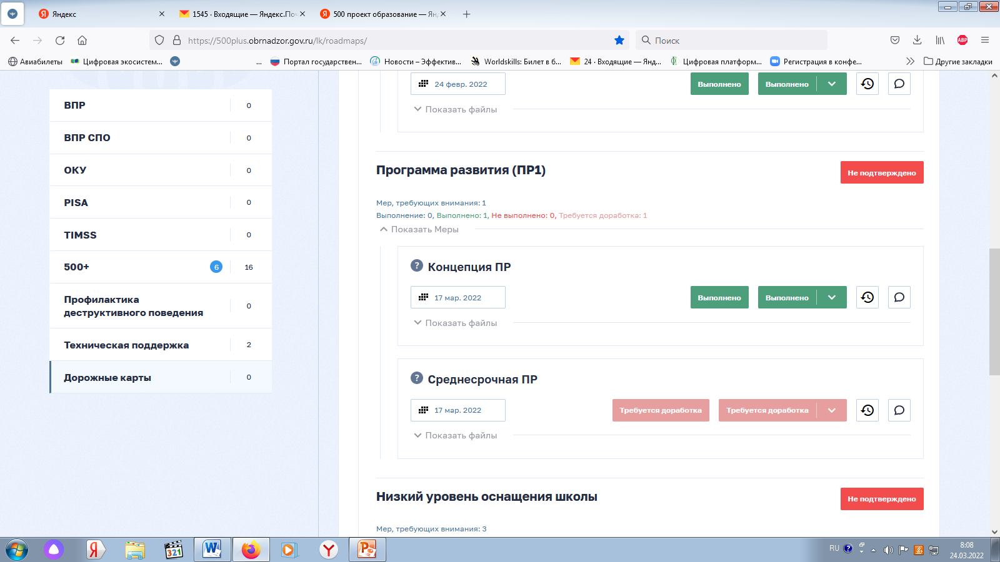 Яндекс
1545 · Входящие — Яндекс.Поч
500 проект образование — Ян
https://500plus.obrnadzor.gov.ru/lk/roadmaps/
Поиск
ABP
Авиабилеты
Цифровая экосистем...
...
Портал государствен...
Новости – Эффектив...
Worldskills: Билет в б...
24 · Входящие — Янд...
Цифровая платформ...
Регистрация в конфе...
Другие закладки
ВПР 0
ВПР СПО 0
ОКУ 0
PISA 0
TIMSS 0
500+ 6 16
Профилактика
деструктивного поведения 0
Техническая поддержка 2
Дорожные карты 0
24 февр. 2022 Выполнено Выполнено
Показать файлы
Программа развития (ПР1) Не подтверждено
Мер, требующих внимания: 1
Выполнение: 0, Выполнено: 1, Не выполнено: 0, Требуется доработка: 1
Показать Меры
? Концепция ПР
17 мар. 2022 Выполнено Выполнено
Показать файлы
? Среднесрочная ПР
17 мар. 2022 Требуется доработка Требуется доработка
Показать файлы
Низкий уровень оснащения школы Не подтверждено
Мер, требующих внимания: 3
321
RU
8:08
24.03.2022